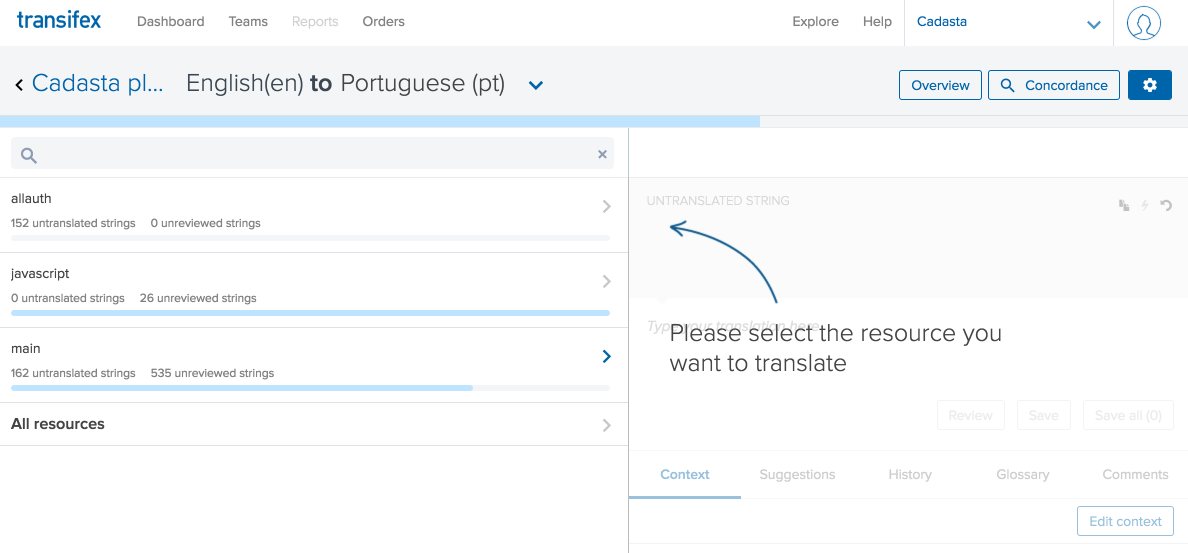 transifex Dashboard Teams Reports Orders Explore Help Cadasta
Cadasta pl... English(en) to Portuguese (pt) Overview Concordance
allauth
152 untranslated strings 0 unreviewed strings
javascript
0 untranslated strings 26 unreviewed strings
main
162 untranslated strings 535 unreviewed strings
All resources
UNTRANSLATED STRING
Type your translation here
Please select the resource you
want to translate
Review Save Save all (0)
Context Suggestions History Glossary Comments
Edit context